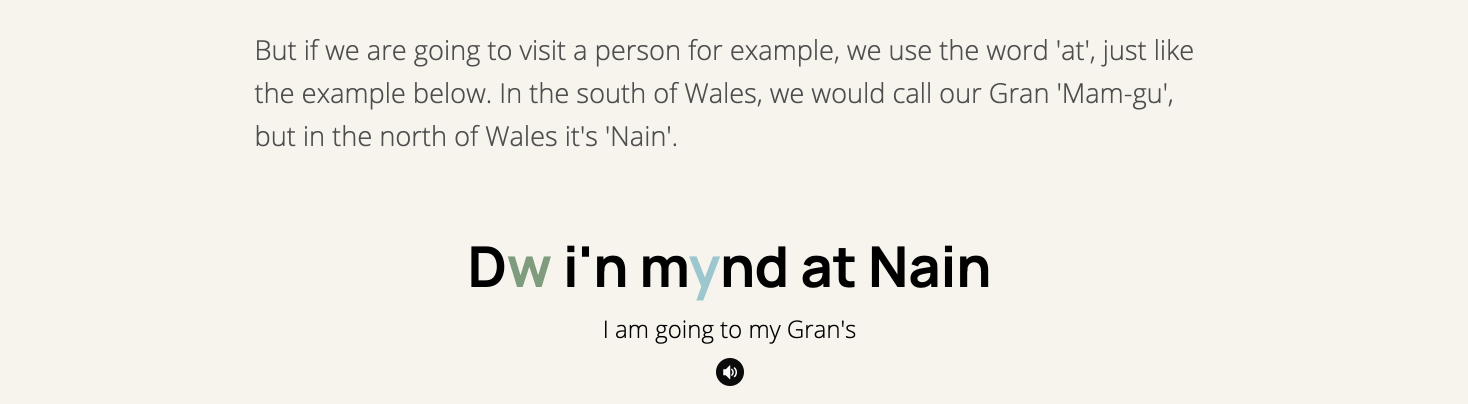 But if we are going to visit a person for example, we use the word 'at', just like
the example below. In the south of Wales, we would call our Gran 'Mam-gu',
but in the north of Wales it's 'Nain'.
Dw i'n mynd at Nain
I am going to my Gran's